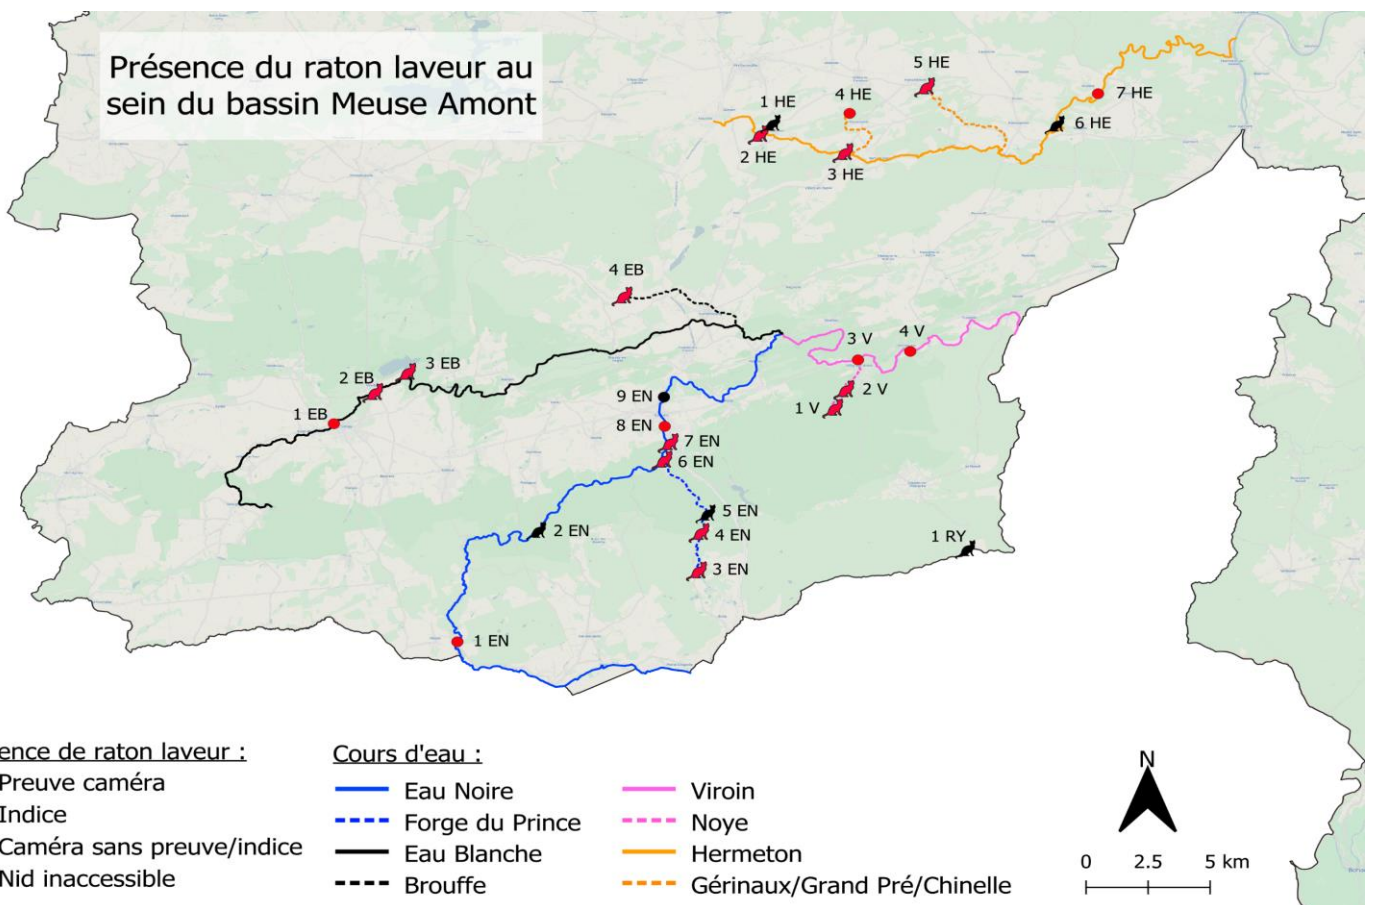 Présence du raton laveur au
sein du bassin Meuse Amont
5 HE
1 HE
4 HE
7 HE
6 HE
2 HE
3 HE
4 EB
3 V
4 V
3 EB
2 EB
9 EN
2 V
1 EB
8 EN
1 V
7 EN
6 EN
5 EN
2 EN
4 EN
1 RY
3 EN
1 EN
ence de raton laveur :
Preuve caméra
Indice
Caméra sans preuve/indice
Nid inaccessible
Cours d'eau :
Eau Noire
Forge du Prince
Eau Blanche
Brouffe
Viroin
Noye
Hermeton
Gérinaux/Grand Pré/Chinelle
N
0 2.5 5 km